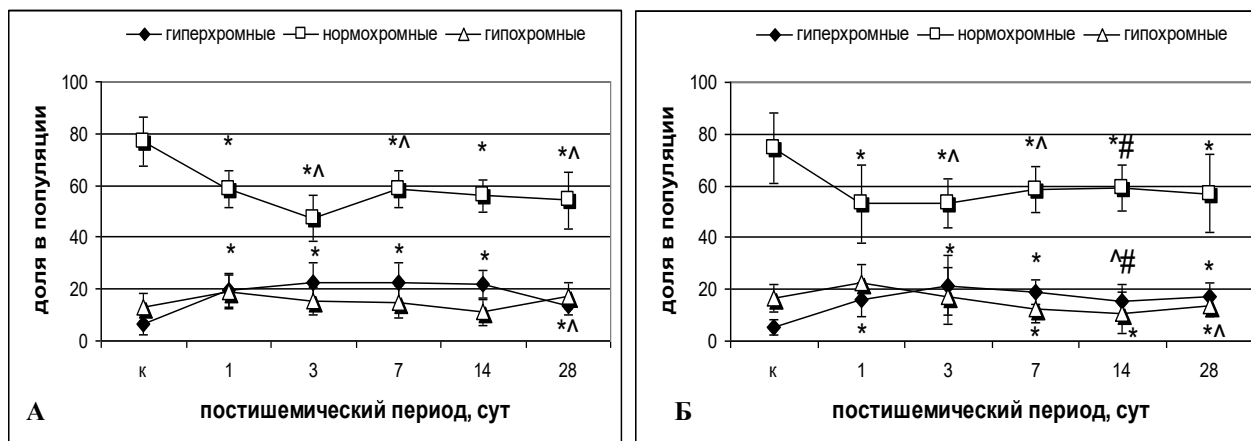 гиперхромные нормохромные гипохромные
доля в популяции
100
80
60
40
20
0
* *^ *^ * *^
* * * *
*^
к 1 3 7 14 28
А постишемический период, сут
гиперхромные нормохромные гипохромные
доля в популяции
100
80
60
40
20
0
* *^ *^ *# *
* * ^# *
* * * *^
к 1 3 7 14 28
Б постишемический период, сут